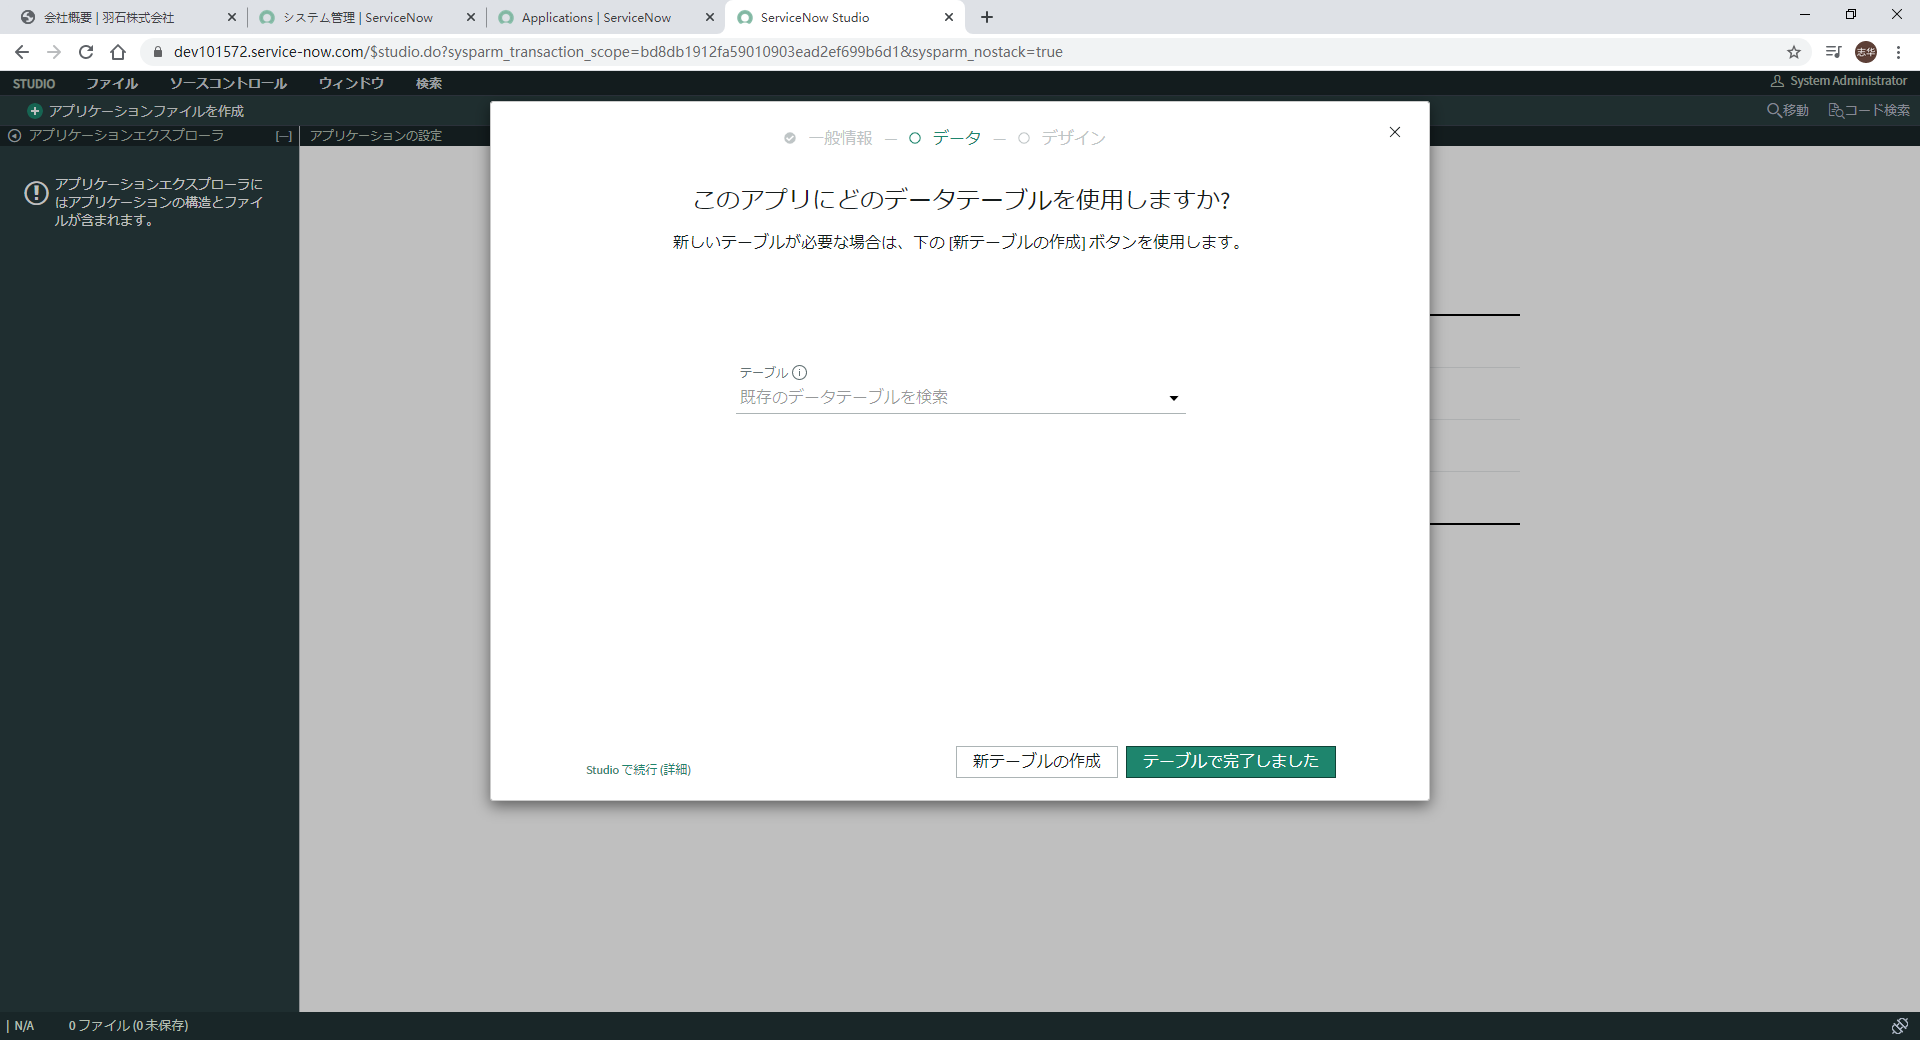 会社概要 | 羽石株式会社
システム管理 | ServiceNow
Applications | ServiceNow
ServiceNow Studio
dev101572.service-now.com/$studio.do?sysparm_transaction_scope=bd8db1912fa59010903ead2ef699b6d1&sysparm_nostack=true
志华
STUDIO ファイル ソースコントロール ウィンドウ 検索
System Administrator
アプリケーションファイルを作成
移動 コード検索
アプリケーションエクスプローラ [—]
アプリケーションの設定
アプリケーションエクスプローラに
はアプリケーションの構造とファイ
ルが含まれます。
一般情報 — データ — デザイン
このアプリにどのデータテーブルを使用しますか?
新しいテーブルが必要な場合は、下の [新テーブルの作成] ボタンを使用します。
テーブル
既存のデータテーブルを検索
Studio で続行 (詳細)
新テーブルの作成
テーブルで完了しました
| N/A 0 ファイル (0 未保存)